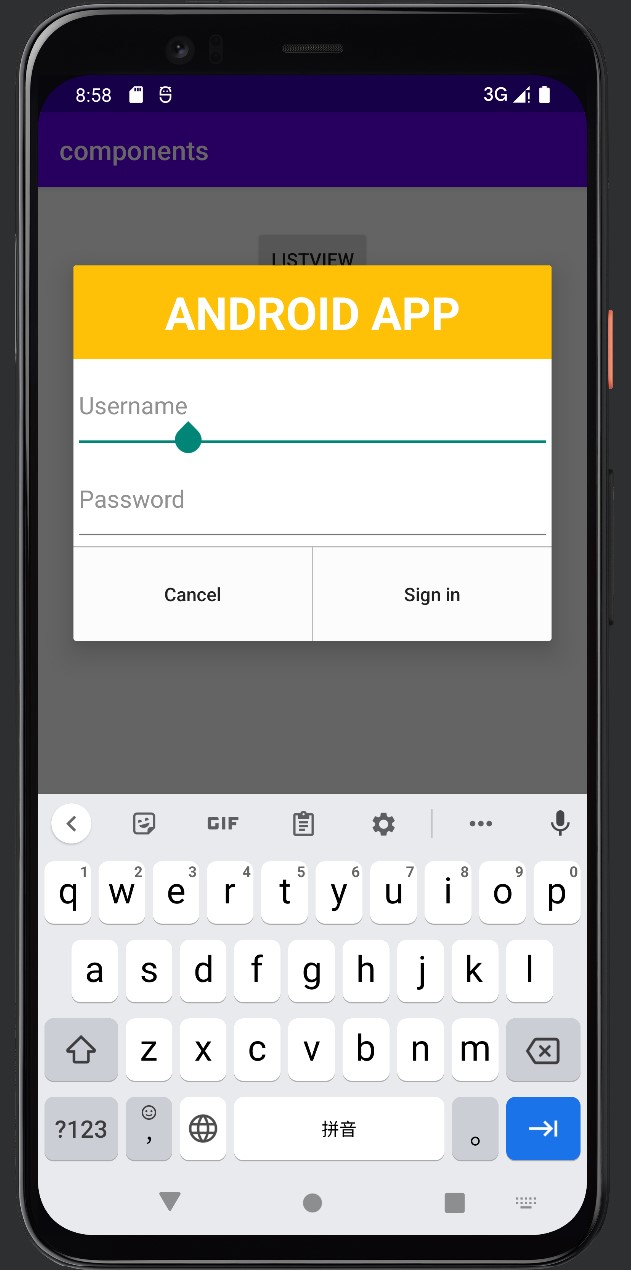 8:58
3G
components
LISTVIEW
ANDROID APP
Username
Password
Cancel Sign in
GIF
1 2 3 4 5 6 7 8 9 0
q w e r t y u i o p
a s d f g h j k l
z x c v b n m
?123 , 拼音 。